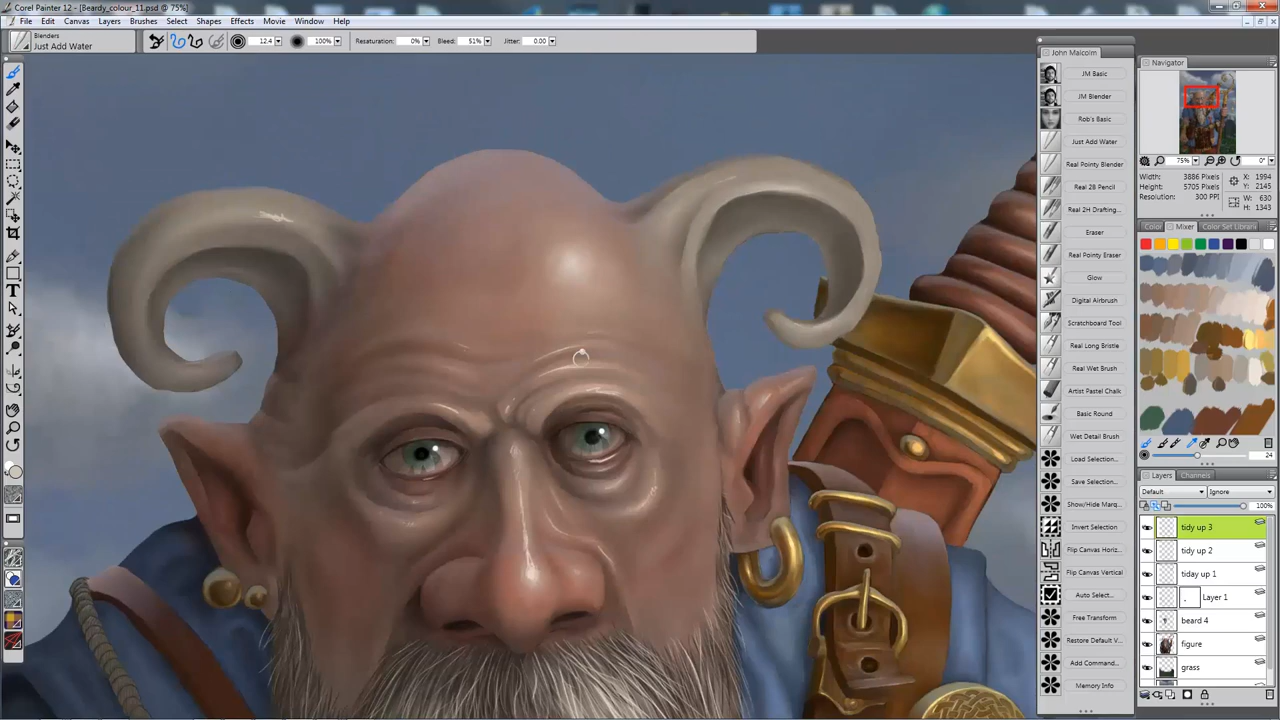 Corel Painter 12 - [Beardy_colour_11.psd @ 75%]
File Edit Canvas Layers Brushes Select Shapes Effects Movie Window Help
Blenders
Just Add Water
12.4
100%
Resaturation: 0%
Bleed: 51%
Jitter: 0.00
John Malcolm
JM Basic
JM Blender
Rob's Basic
Just Add Water
Real Pointy Blender
Real 2B Pencil
Real 2H Drafting...
Eraser
Real Pointy Eraser
Glow
Digital Airbrush
Scratchboard Tool
Real Long Bristle
Real Wet Brush
Artist Pastel Chalk
Basic Round
Wet Detail Brush
Load Selection...
Save Selection...
Show/Hide Marq...
Invert Selection
Flip Canvas Horiz...
Flip Canvas Vertical
Auto Select...
Free Transform
Restore Default V...
Add Command...
Memory Info
Navigator
75%
0°
Width: 3886 Pixels
Height: 5705 Pixels
Resolution: 300 PPI
X: 1994
Y: 2145
W: 630
H: 1343
Color Mixer Color Set Librari
24
Layers Channels
Default Ignore
100%
tidy up 3
tidy up 2
tiday up 1
Layer 1
beard 4
figure
grass